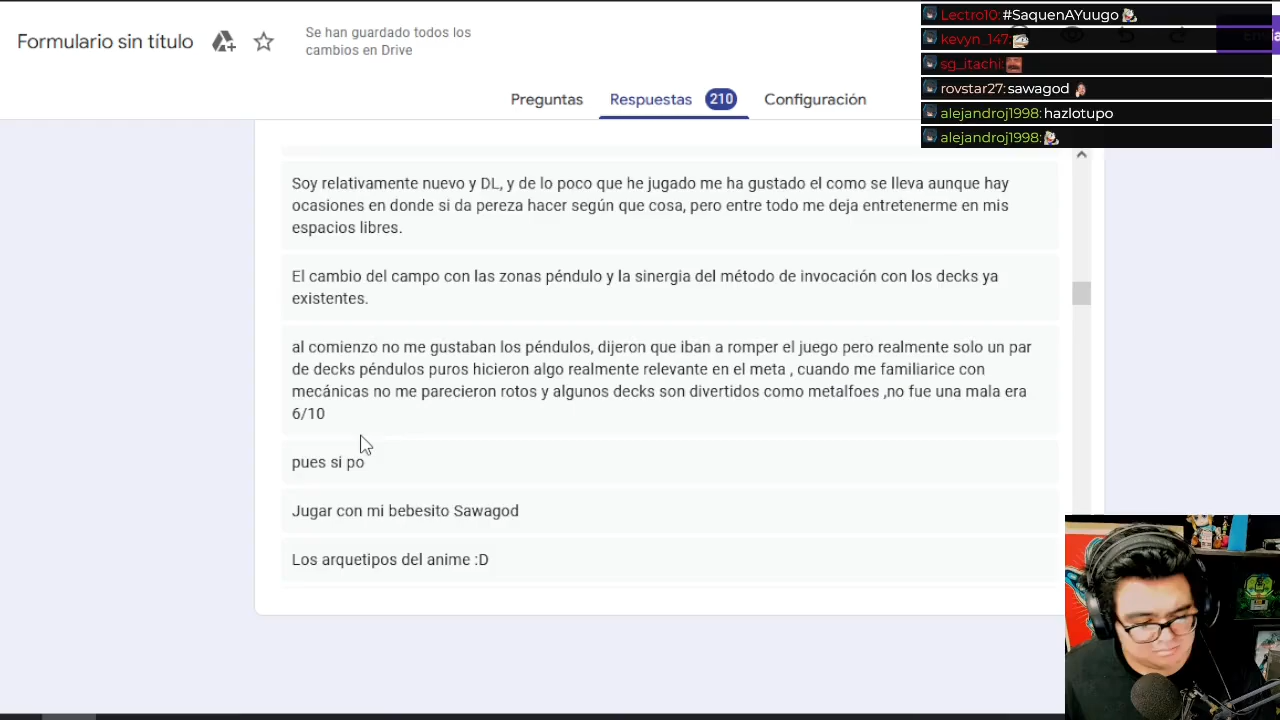 Formulario sin titulo
Se han guardado todos los
cambios en Drive
Preguntas
Respuestas 210
Configuración
Lectro10: #SaquenAYuugo
kevyn_147:
sg_itachi:
rovstar27: sawagod
alejandroj1998: hazlotupo
alejandroj1998:
Soy relativamente nuevo y DL, y de lo poco que he jugado me ha gustado el como se lleva aunque hay
ocasiones en donde si da pereza hacer según que cosa, pero entre todo me deja entretenerme en mis
espacios libres.
El cambio del campo con las zonas péndulo y la sinergia del método de invocación con los decks ya
existentes.
al comienzo no me gustaban los péndulos, dijeron que iban a romper el juego pero realmente solo un par
de decks péndulos puros hicieron algo realmente relevante en el meta , cuando me familiarice con
mecánicas no me parecieron rotos y algunos decks son divertidos como metalfoes ,no fue una mala era
6/10
pues si po
Jugar con mi bebesito Sawagod
Los arquetipos del anime :D